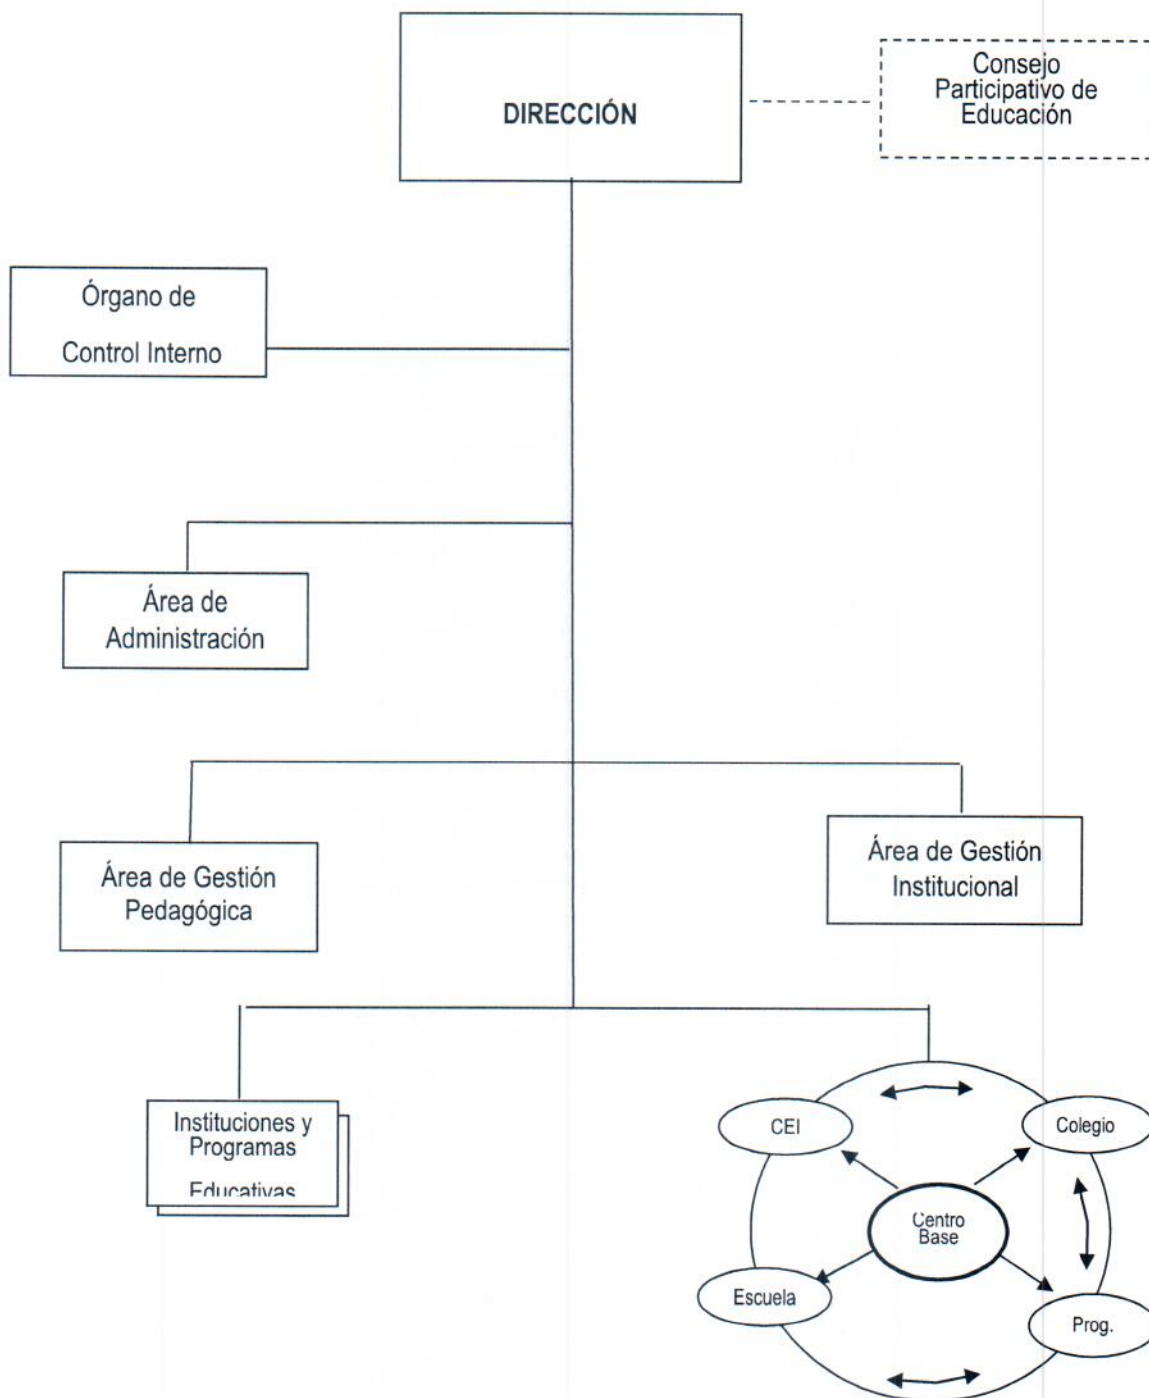 DIRECCIÓN
Consejo
Participativo de
Educación
Órgano de
Control Interno
Área de
Administración
Área de Gestión
Pedagógica
Área de Gestión
Institucional
Instituciones y
Programas
Educativas
CEI
Colegio
Centro
Base
Escuela
Prog.